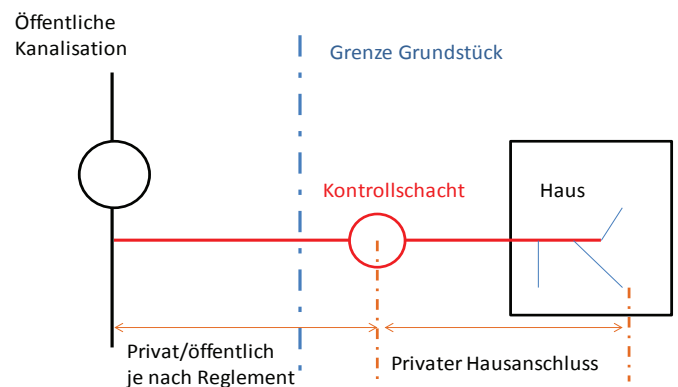 Öffentliche
Kanalisation
Grenze Grundstück
Kontrollschacht
Haus
Privat/öffentlich
je nach Reglement
Privater Hausanschluss